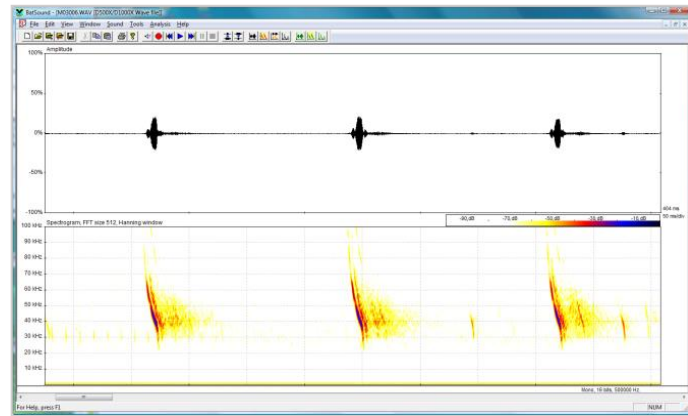 BatSound - [M03006.WAV [D500X/D1000X Wave file]]
File Edit View Window Sound Tools Analysis Help
Amplitude
100%
50%
0%
-50%
-100%
484 ms
50 ms/div
Spectrogram, FFT size 512, Hanning window
-90 dB -70 dB -50 dB -30 dB -10 dB
100 kHz
90 kHz
80 kHz
70 kHz
60 kHz
50 kHz
40 kHz
30 kHz
20 kHz
10 kHz
Mono, 16 bits, 500000 Hz.
For Help, press F1
NUM